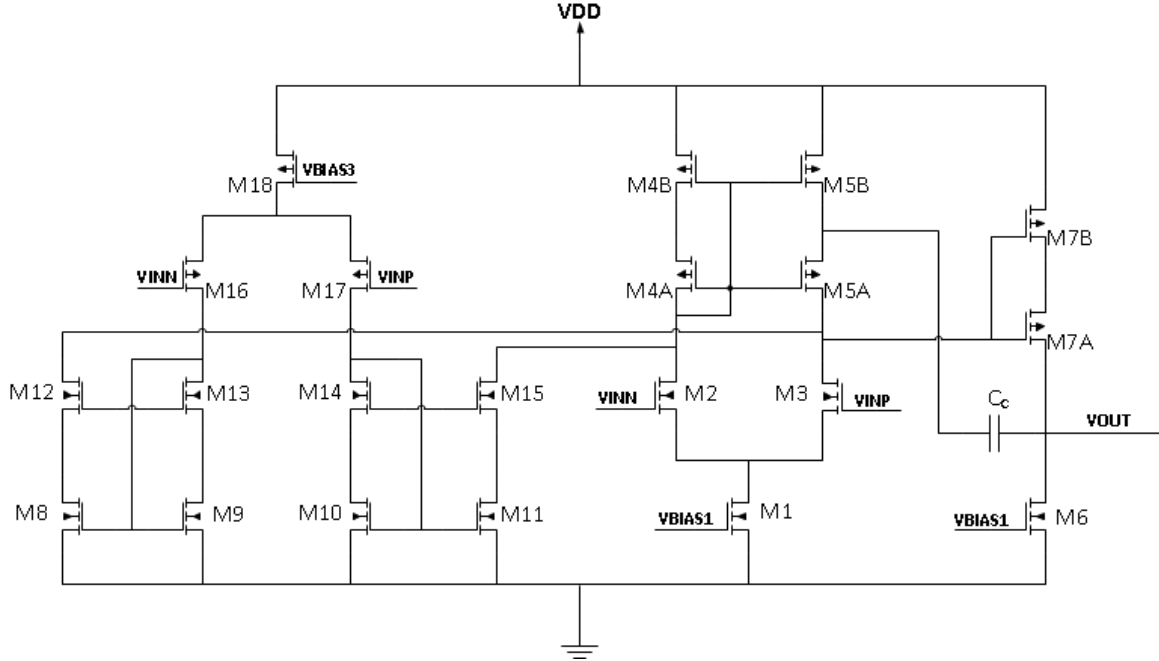 VDD
M18 VBIAS3 M4B M5B
M7B
VINN M16 M17 VINP M4A M5A
M7A
M12 M13 M14 M15 VINN M2 M3 VINP Cc VOUT
M8 M9 M10 M11 VBIAS1 M1 VBIAS1 M6